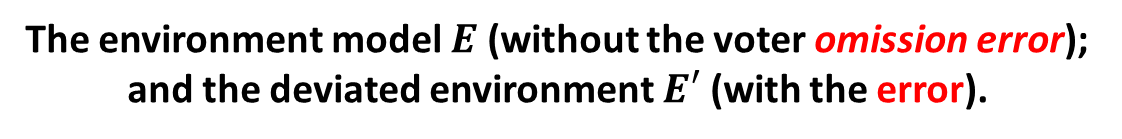 The environment model E (without the voter omission error);
and the deviated environment E′ (with the error).